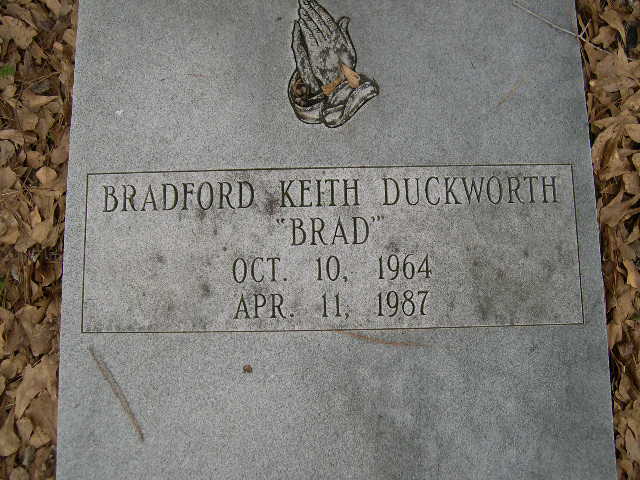 BRADFORD KEITH DUCKWORTH
"BRAD"
OCT. 10, 1964
APR. 11, 1987